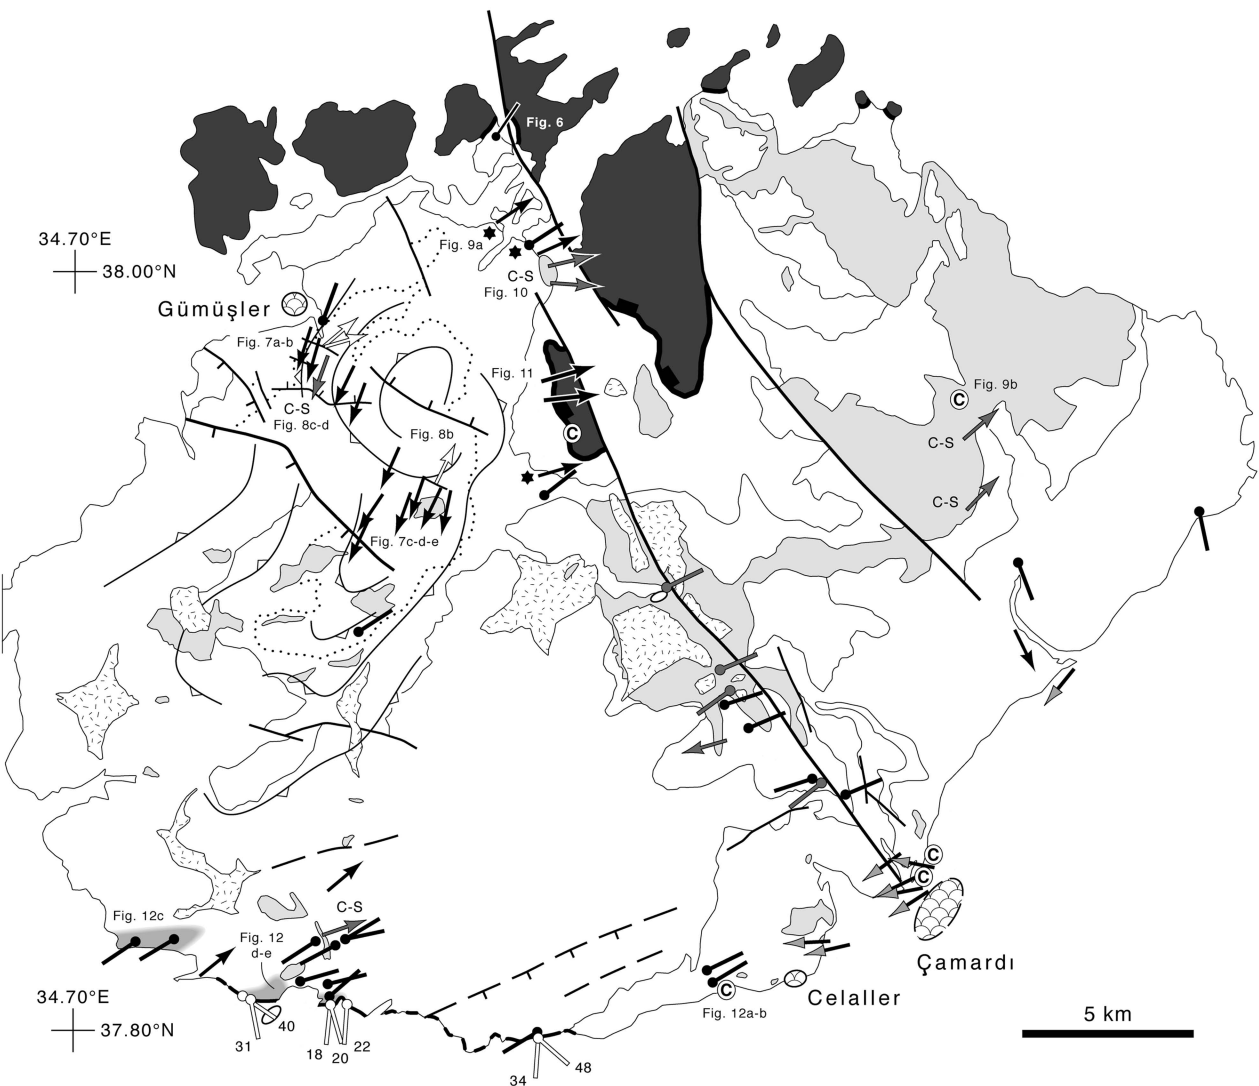 Fig. 6
34.70°E
38.00°N
Fig. 9a
C-S
Fig. 10
Gümüşler
Fig. 7a-b
Fig. 11
Fig. 9b
C
C-S
C-S
Fig. 8c-d
Fig. 8b
C
C-S
Fig. 7c-d-e
C
C
Fig. 12c
C-S
Fig. 12
d-e
Çamardı
34.70°E
37.80°N
Celaller
C
Fig. 12a-b
5 km
40
31
18
20
22
34
48